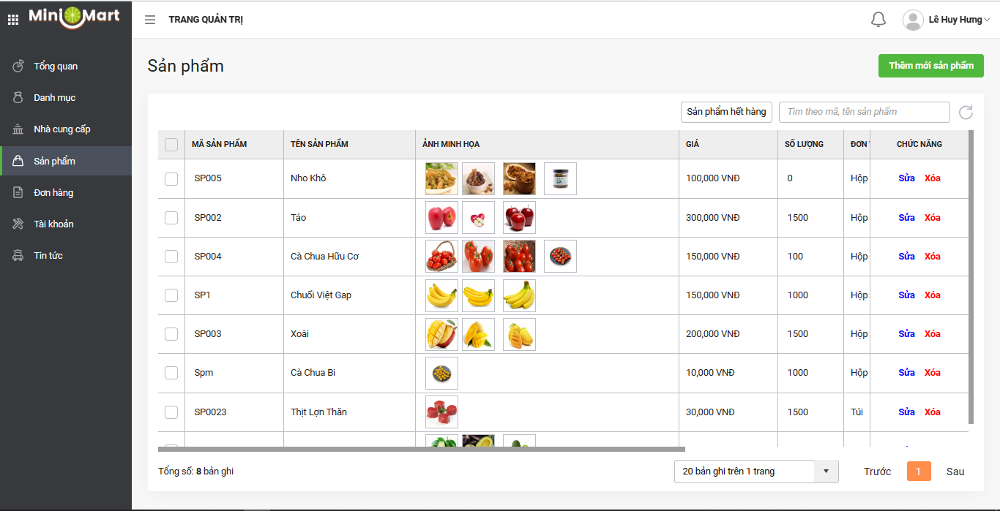 Mini Mart
TRANG QUẢN TRỊ
Lê Huy Hưng
Tổng quan
Danh mục
Nhà cung cấp
Sản phẩm
Đơn hàng
Tài khoản
Tin tức
Sản phẩm
Thêm mới sản phẩm
Sản phẩm hết hàng
Tìm theo mã, tên sản phẩm
MÃ SẢN PHẨM TÊN SẢN PHẨM ẢNH MINH HỌA GIÁ SỐ LƯỢNG ĐƠN CHỨC NĂNG
SP005 Nho Khô 100,000 VNĐ 0 Hộp Sửa Xóa
SP002 Táo 300,000 VNĐ 1500 Hộp Sửa Xóa
SP004 Cà Chua Hữu Cơ 150,000 VNĐ 100 Hộp Sửa Xóa
SP1 Chuối Việt Gap 150,000 VNĐ 1000 Hộp Sửa Xóa
SP003 Xoài 200,000 VNĐ 1500 Hộp Sửa Xóa
Spm Cà Chua Bi 10,000 VNĐ 1000 Hộp Sửa Xóa
SP0023 Thịt Lợn Thăn 30,000 VNĐ 1500 Túi Sửa Xóa
Tổng số: 8 bản ghi
20 bản ghi trên 1 trang
Trước 1 Sau